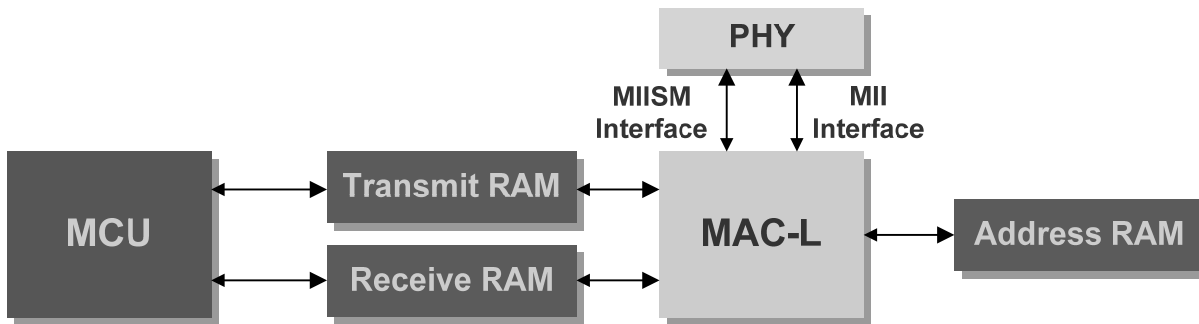 PHY
MIISM
Interface
MII
Interface
MCU
Transmit RAM
Receive RAM
MAC-L
Address RAM